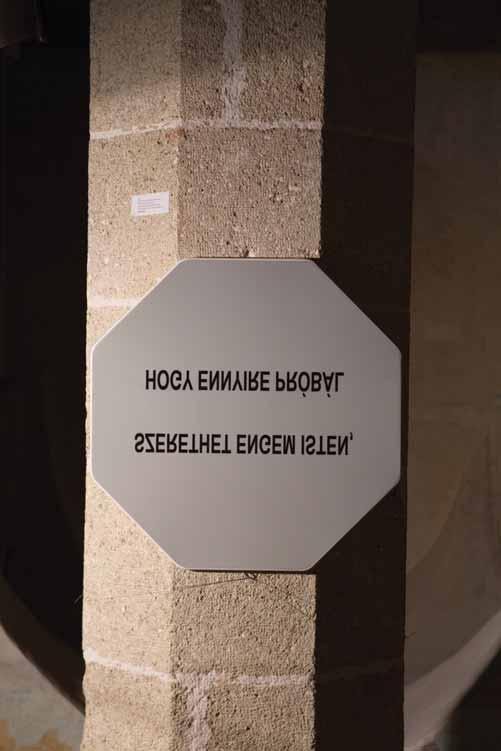 SZERETHET ENGEM ISTEN,
HOGY ENNYIRE PRÓBÁL